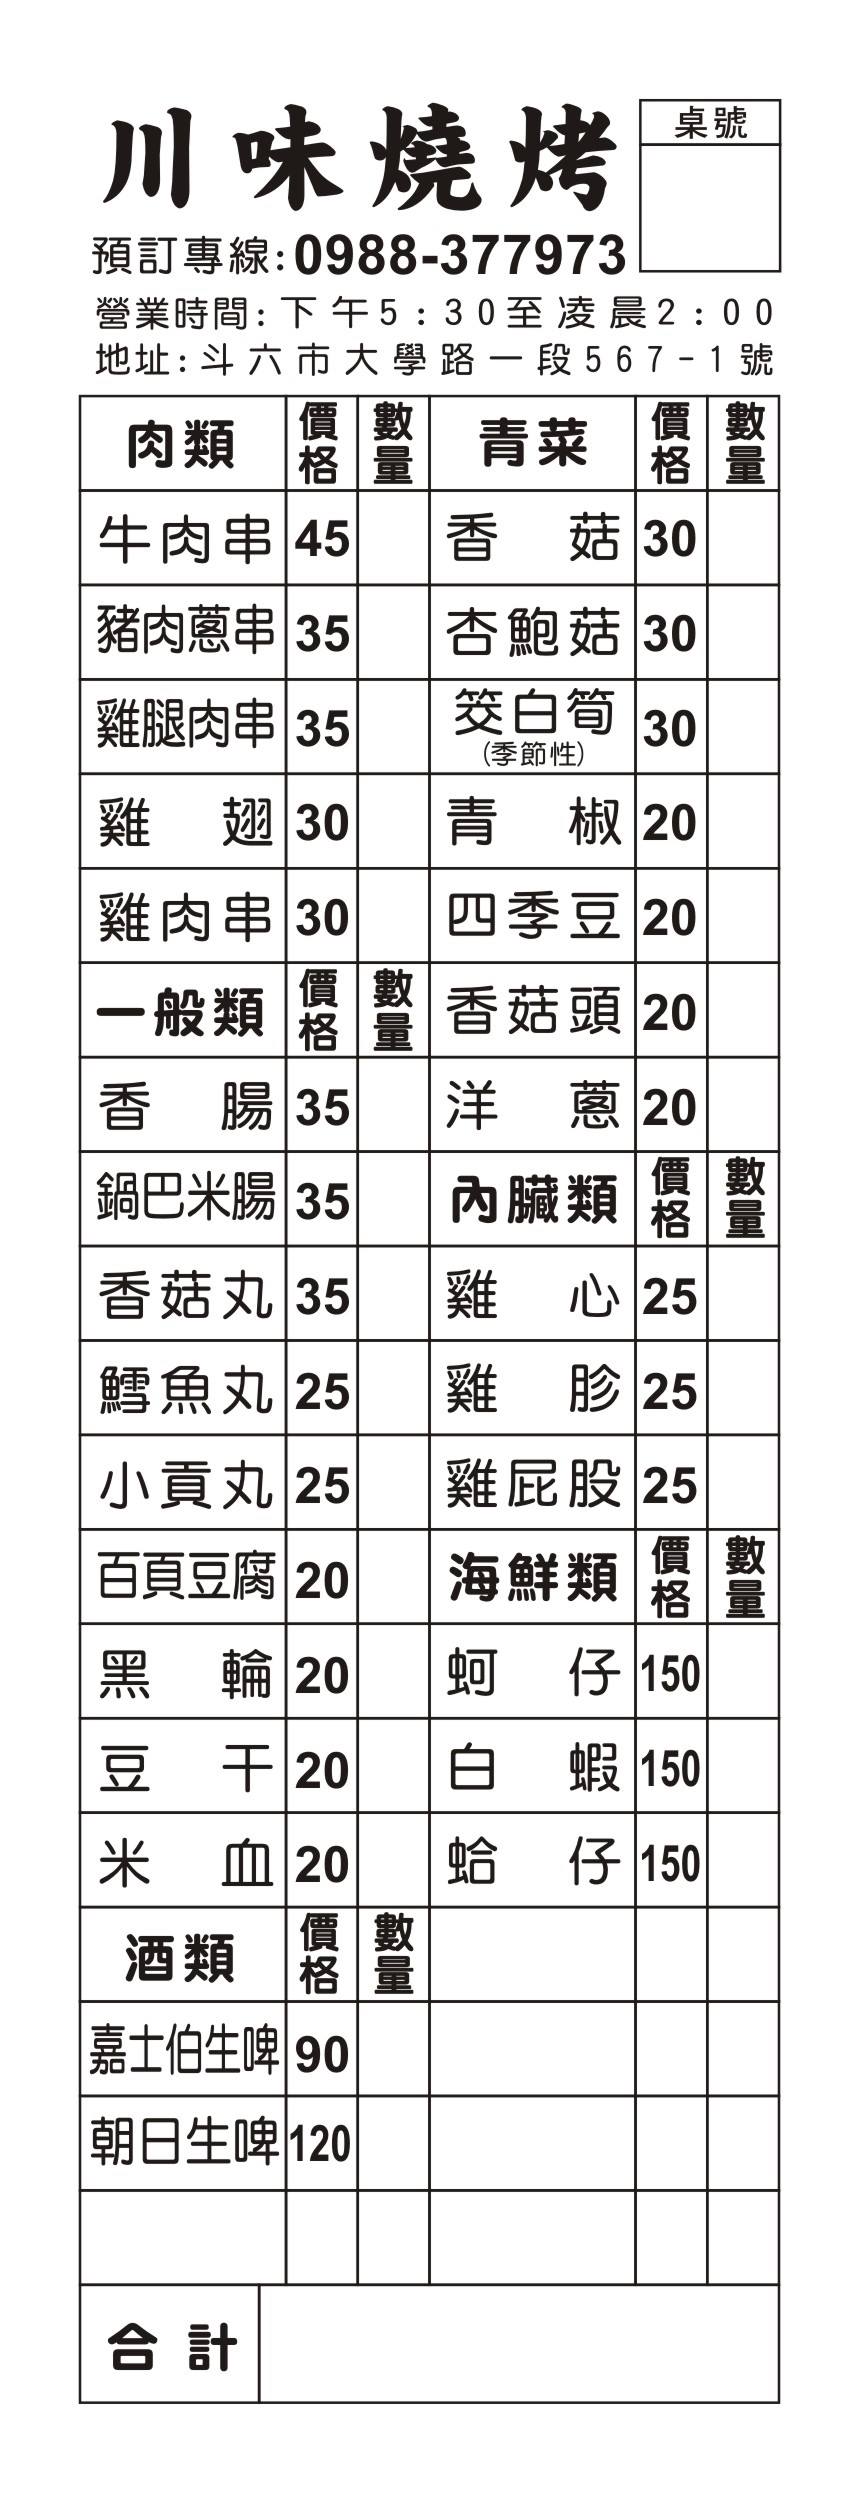 川味燒烤
桌號
預訂專線:0988-377973
營業時間:下午5:30至凌晨2:00
地址:斗六市大學路一段567-1號
肉類 價格 數量 青菜 價格 數量
牛肉串 45 香菇 30
豬肉蔥串 35 杏鮑菇 30
雞腿肉串 35 筊白筍 (季節性) 30
雞翅 30 青椒 20
雞肉串 30 四季豆 20
一般類 價格 數量 香菇頭 20
香腸 35 洋蔥 20
鍋巴米腸 35 內臟類 價格 數量
香菇丸 35 雞心 25
鱈魚丸 25 雞胗 25
小貢丸 25 雞屁股 25
百頁豆腐 20 海鮮類 價格 數量
黑輪 20 蚵仔 150
豆干 20 白蝦 150
米血 20 蛤仔 150
酒類 價格 數量
嘉士伯生啤 90
朝日生啤 120
合計